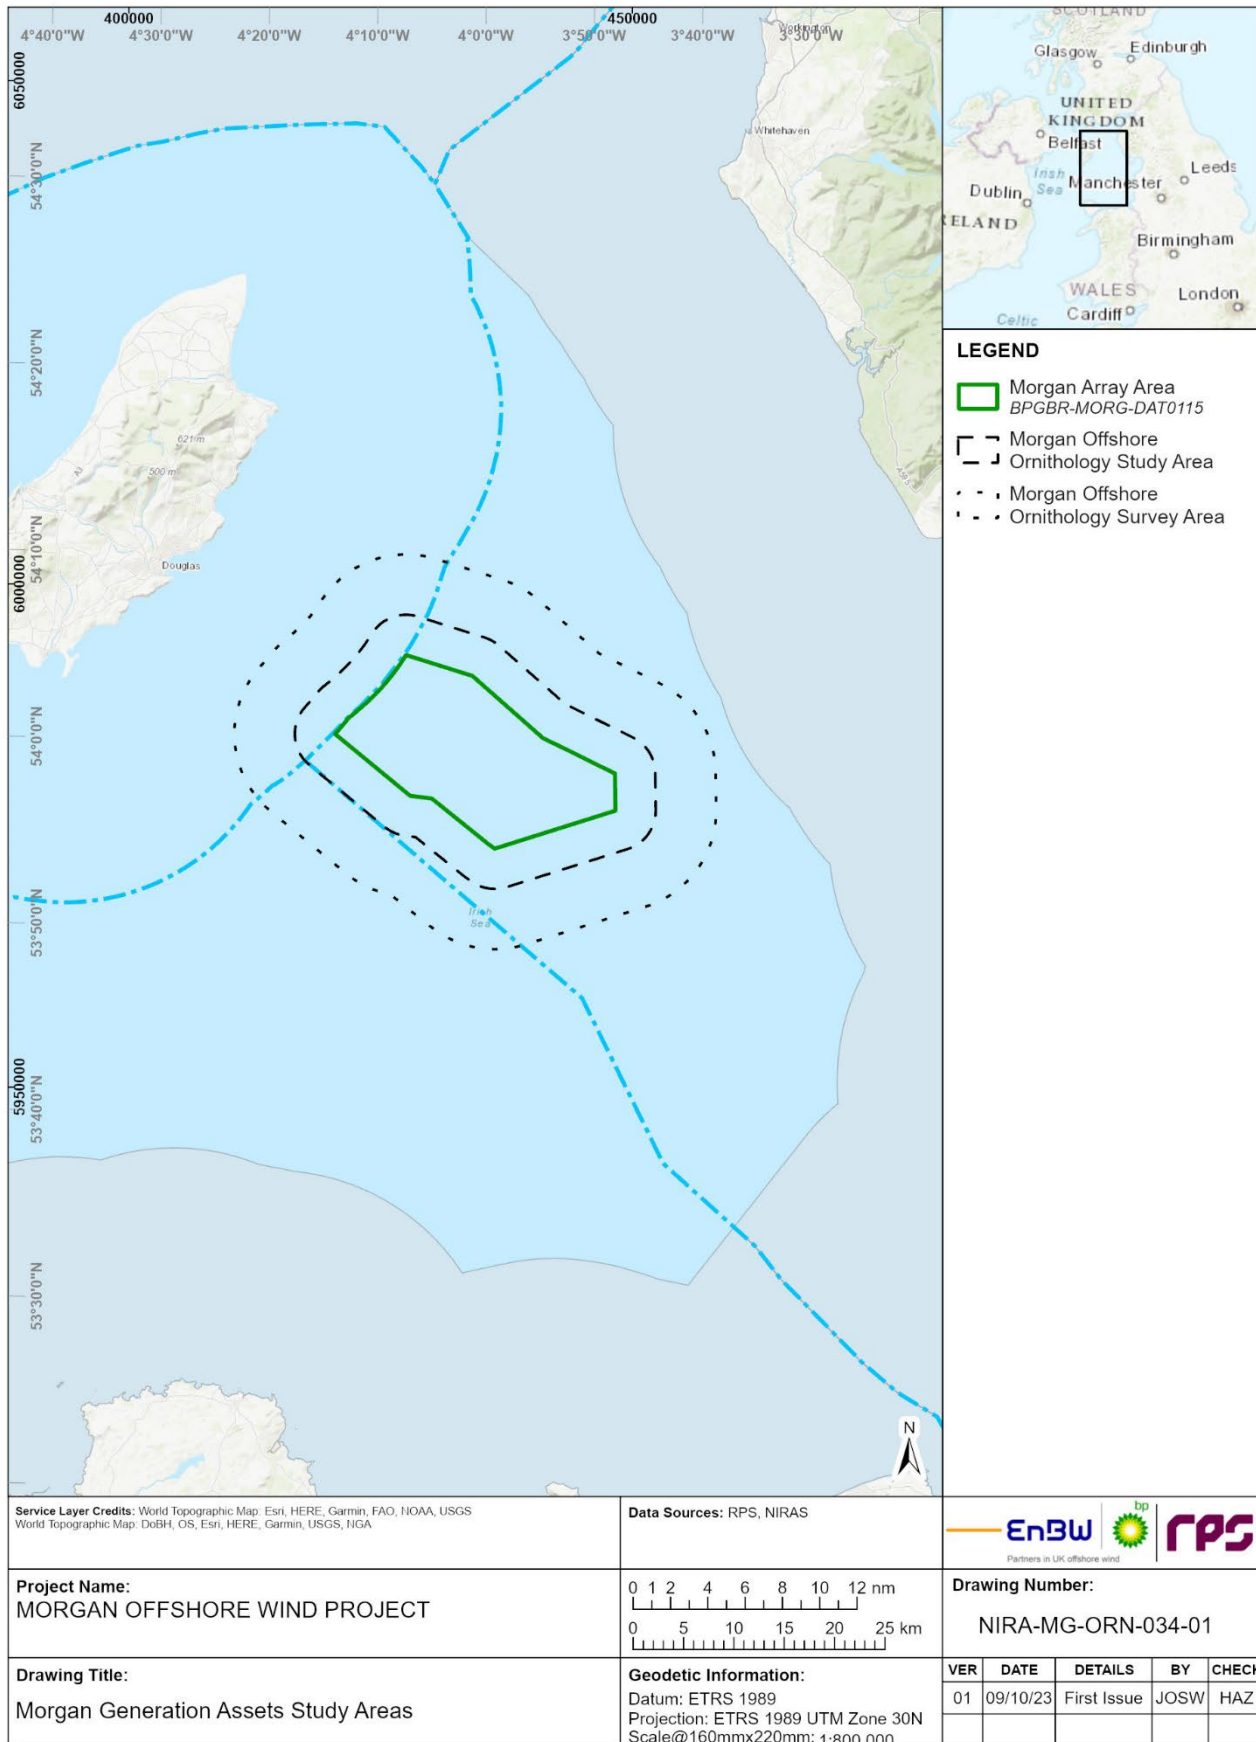 400000
450000
4°40'0"W
4°30'0"W
4°20'0"W
4°10'0"W
4°0'0"W
3°50'0"W
3°40'0"W
3°30'0"W
Workington
Whitehaven
6050000
54°30'0"N
54°20'0"N
54°10'0"N
6000000
54°0'0"N
53°50'0"N
5950000
53°40'0"N
53°30'0"N
621 m
500 m
A3
Douglas
A595
Irish
Sea
N
SCOTLAND
Glasgow
Edinburgh
UNITED
KINGDOM
Belfast
Irish
Sea
Manchester
Leeds
Dublin
RELAND
Birmingham
WALES
London
Cardiff
Celtic
LEGEND
Morgan Array Area
BPGBR-MORG-DAT0115
Morgan Offshore
Ornithology Study Area
Morgan Offshore
Ornithology Survey Area
Service Layer Credits: World Topographic Map: Esri, HERE, Garmin, FAO, NOAA, USGS
World Topographic Map: DoBH, OS, Esri, HERE, Garmin, USGS, NGA
Data Sources: RPS, NIRAS
EnBW
Partners in UK offshore wind
bp
rps
Project Name:
MORGAN OFFSHORE WIND PROJECT
0 1 2 4 6 8 10 12 nm
0 5 10 15 20 25 km
Drawing Number:
NIRA-MG-ORN-034-01
Drawing Title:
Morgan Generation Assets Study Areas
Geodetic Information:
Datum: ETRS 1989
Projection: ETRS 1989 UTM Zone 30N
Scale@160mmx220mm: 1:800,000
VER DATE DETAILS BY CHECK
01 09/10/23 First Issue JOSW HAZ